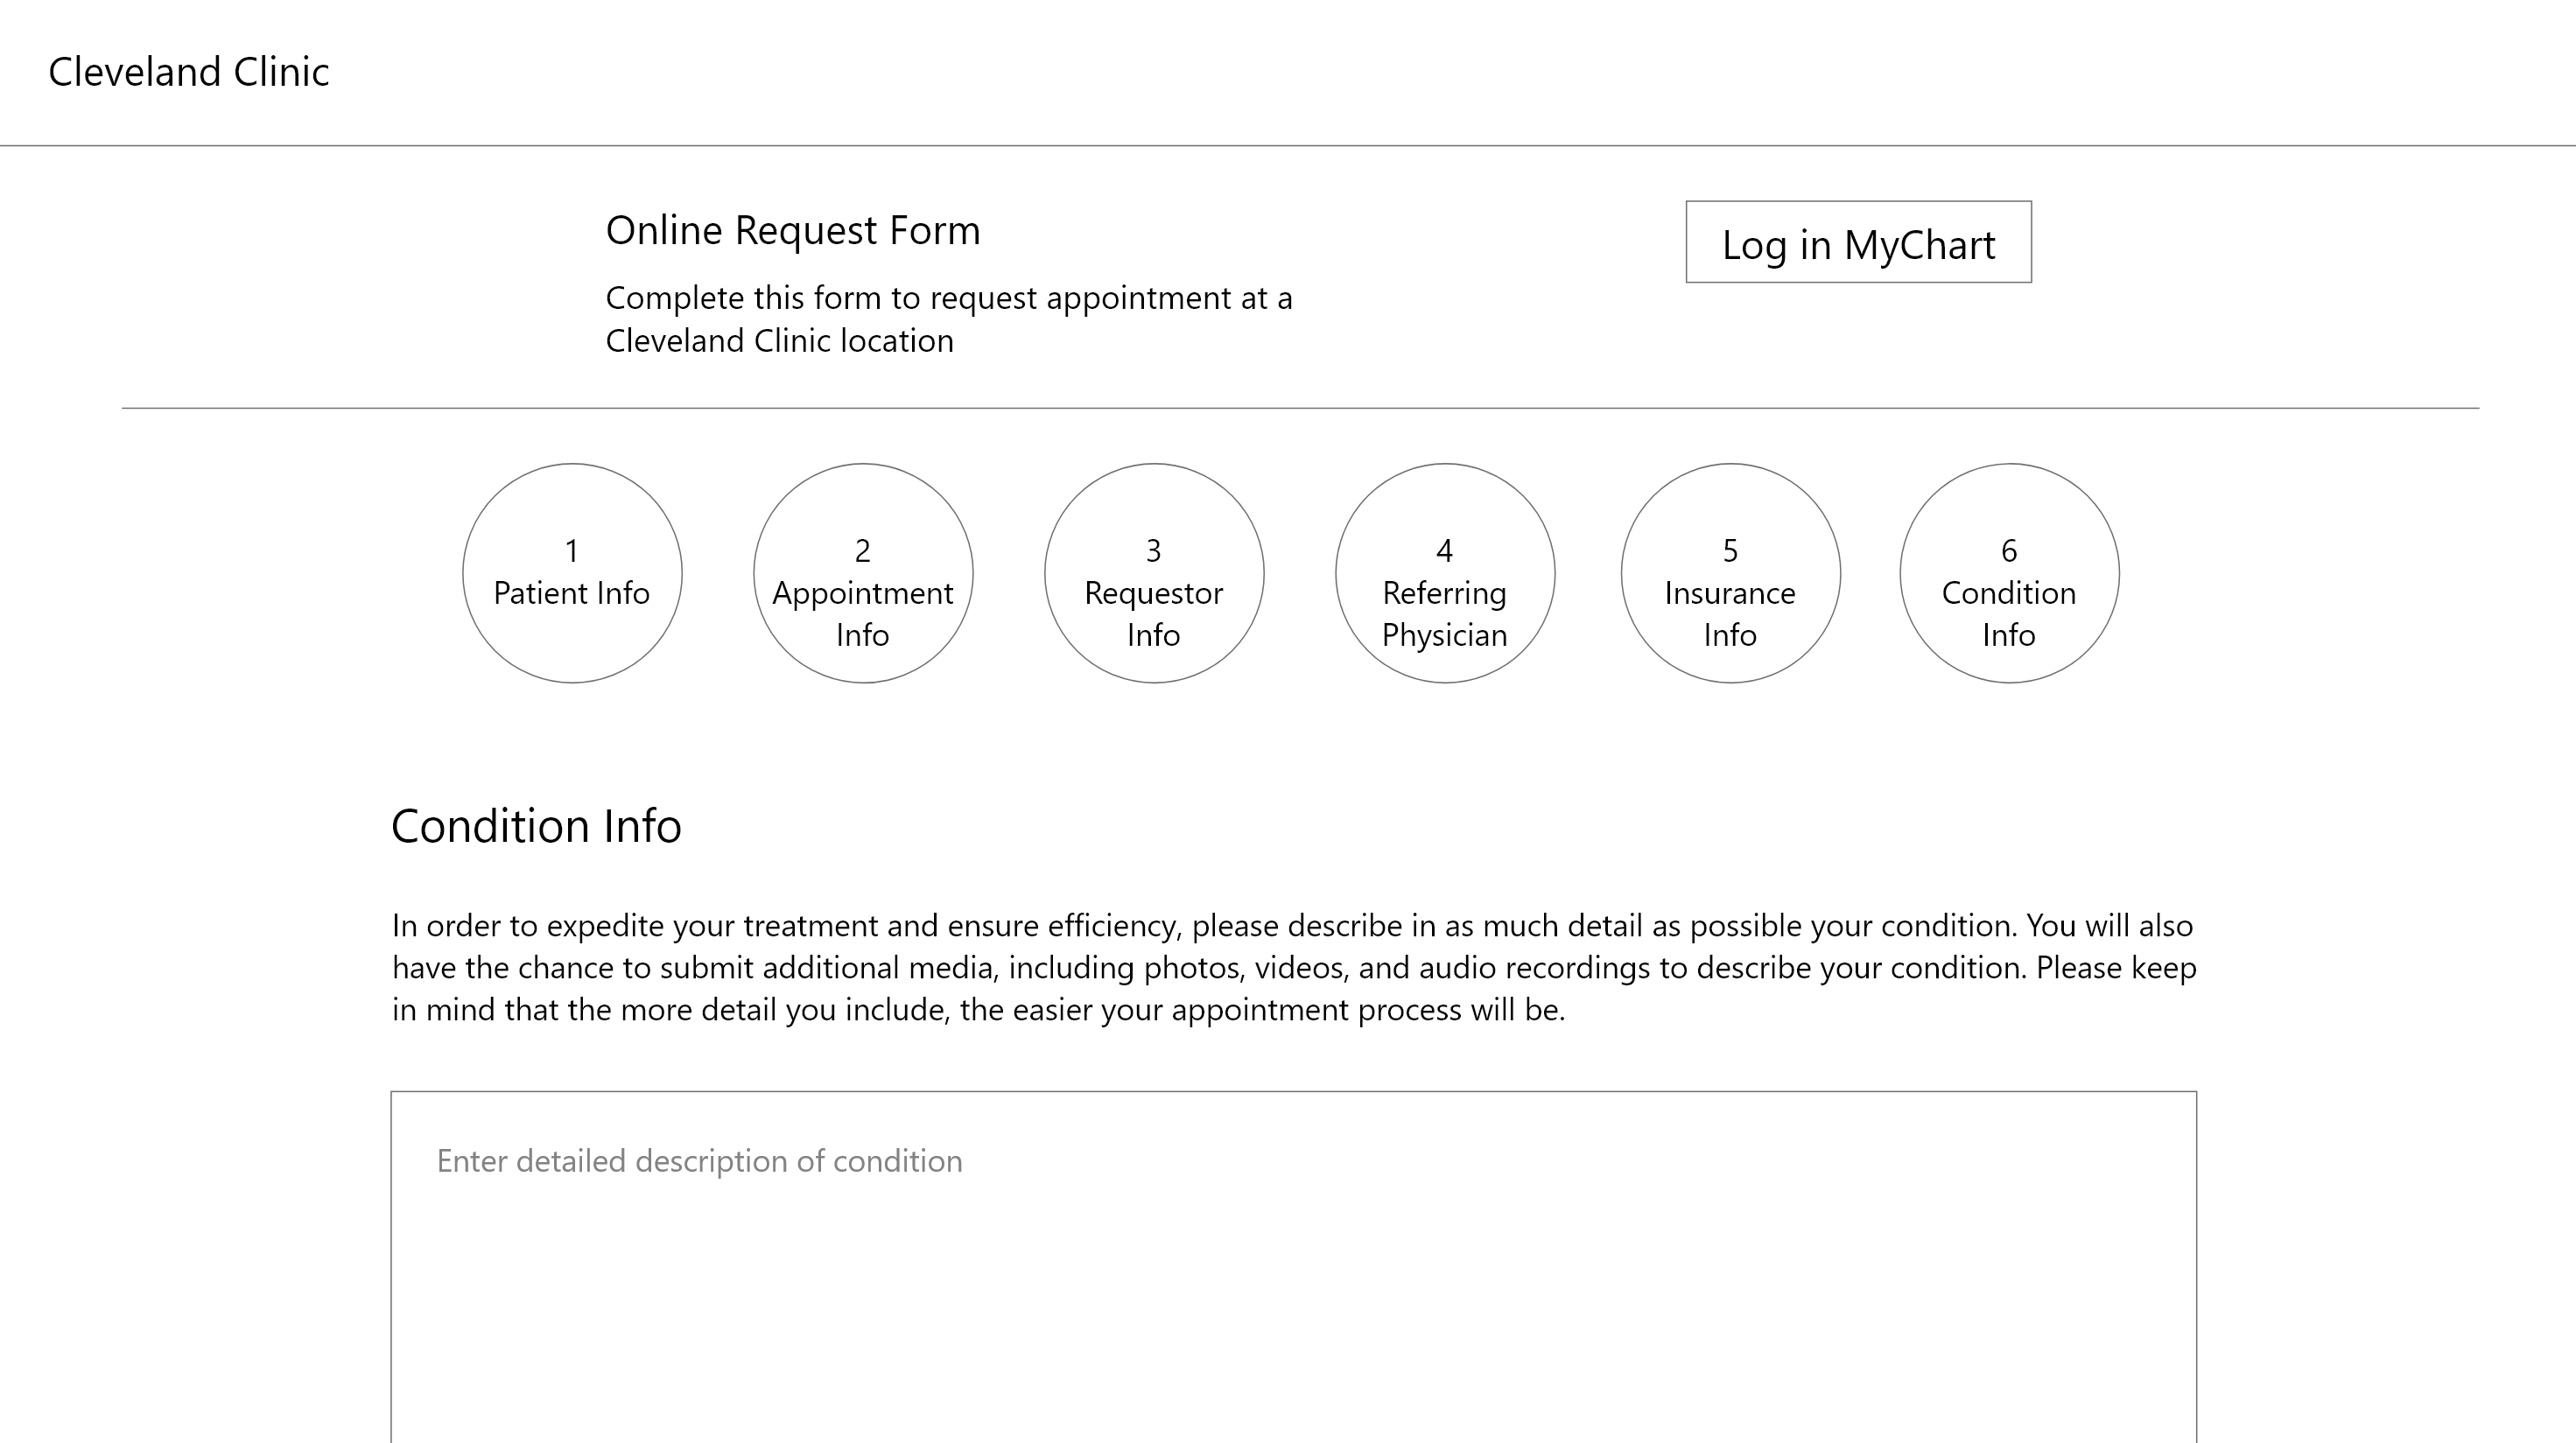 Cleveland Clinic
Online Request Form
Log in MyChart
Complete this form to request appointment at a
Cleveland Clinic location
1
Patient Info
2
Appointment
Info
3
Requestor
Info
4
Referring
Physician
5
Insurance
Info
6
Condition
Info
Condition Info
In order to expedite your treatment and ensure efficiency, please describe in as much detail as possible your condition. You will also
have the chance to submit additional media, including photos, videos, and audio recordings to describe your condition. Please keep
in mind that the more detail you include, the easier your appointment process will be.
Enter detailed description of condition